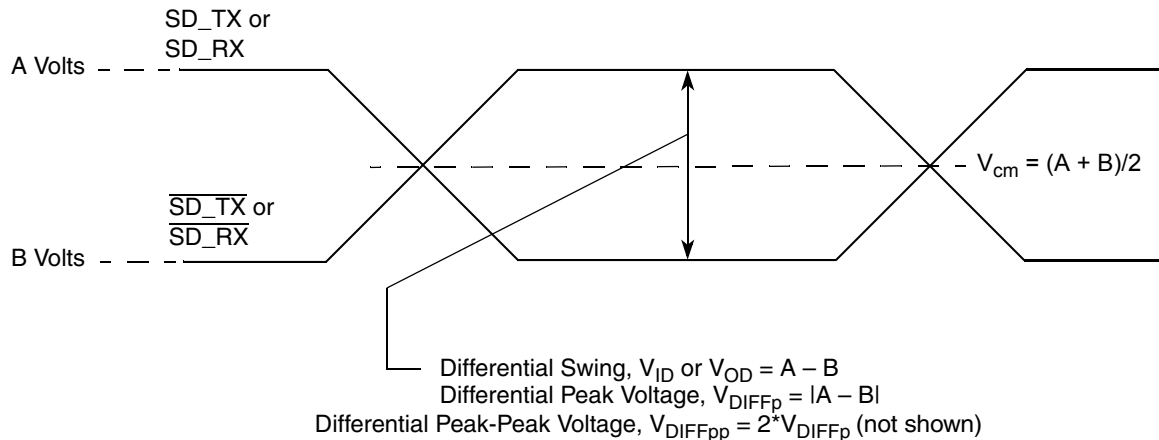 SD_TX or
SD_RX
A Volts
V_cm = (A + B)/2
SD_TX or
SD_RX
B Volts
Differential Swing, V_ID or V_OD = A – B
Differential Peak Voltage, V_DIFFp = |A – B|
Differential Peak-Peak Voltage, V_DIFFpp = 2*V_DIFFp (not shown)